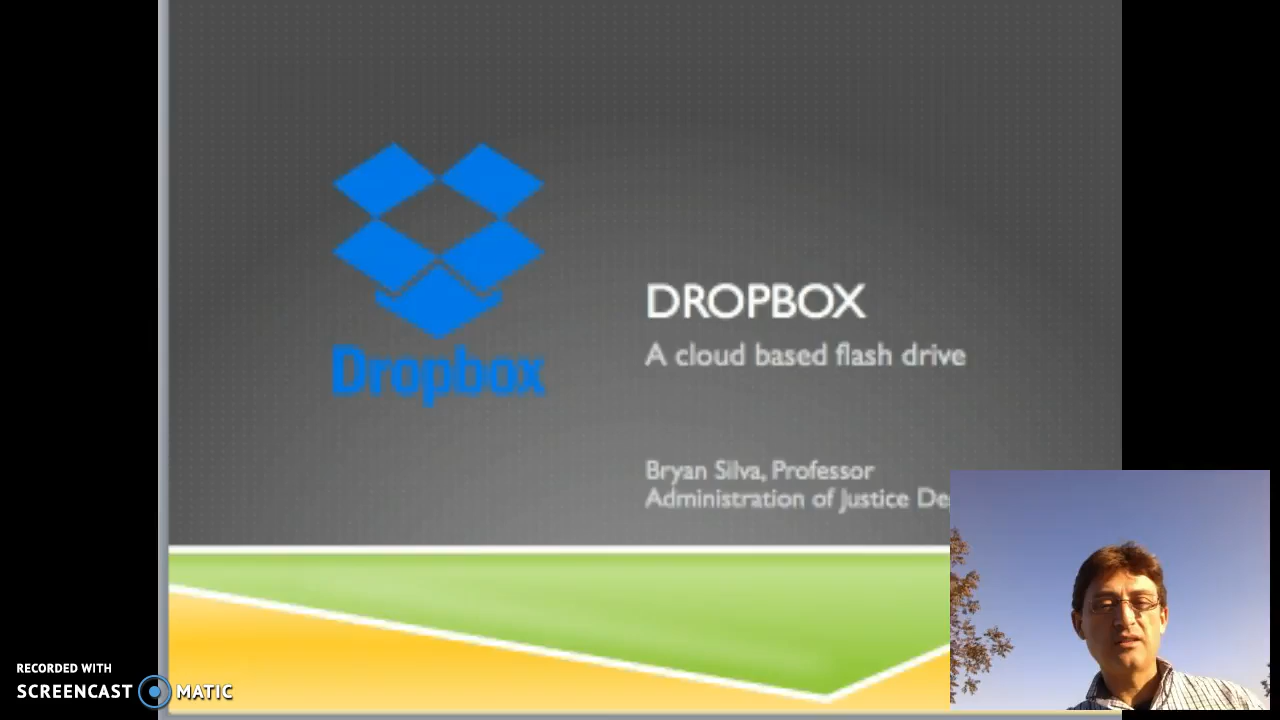 Dropbox
DROPBOX
A cloud based flash drive
Bryan Silva, Professor
Administration of Justice De
RECORDED WITH
SCREENCAST MATIC